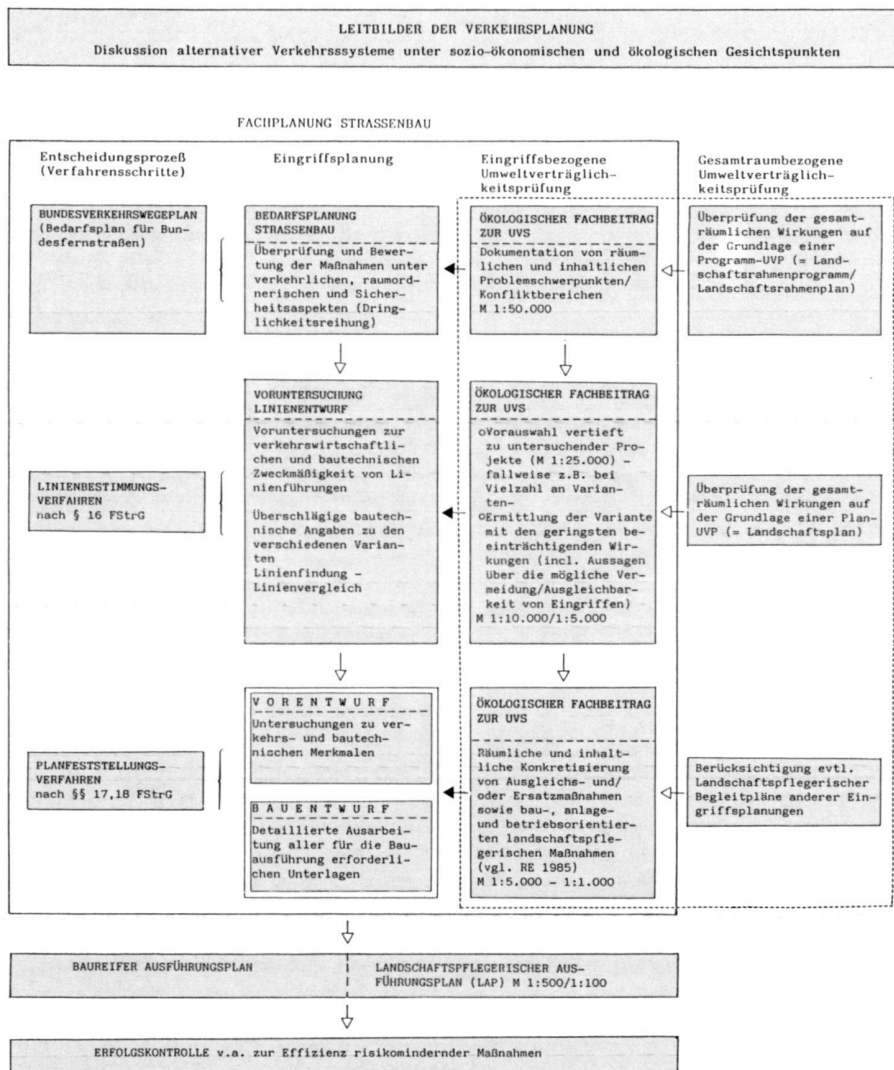 LEITBILDER DER VERKEHRSPLANUNG
Diskussion alternativer Verkehrssysteme unter sozio-ökonomischen und ökologischen Gesichtspunkten
FACHPLANUNG STRASSENBAU
Entscheidungsprozeß
(Verfahrensschritte)
Eingriffsplanung
Eingriffsbezogene
Umweltverträglich-
keitsprüfung
Gesamtraumbezogene
Umweltverträglich-
keitsprüfung
BUNDESVERKEHRSWEGEPLAN
(Bedarfsplan für Bun-
desfernstraßen)
BEDARFSPLANUNG
STRASSENBAU
Überprüfung und Bewer-
tung der Maßnahmen unter
verkehrlichen, raumord-
nerischen und Sicher-
heitsaspekten (Dring-
lichkeitsreihung)
ÖKOLOGISCHER FACHBEITRAG
ZUR UVS
Dokumentation von räum-
lichen und inhaltlichen
Problemschwerpunkten/
Konfliktbereichen
M 1:50.000
Überprüfung der gesamt-
räumlichen Wirkungen auf
der Grundlage einer
Programm-UVP (= Land-
schaftsrahmenprogramm/
Landschaftsrahmenplan)
LINIENBESTIMMUNGS-
VERFAHREN
nach § 16 FStrG
VORUNTERSUCHUNG
LINIENENTWURF
Voruntersuchungen zur
verkehrswirtschaftli-
chen und bautechnischen
Zweckmäßigkeit von Li-
nienführungen
Überschlägige bautech-
nische Angaben zu den
verschiedenen Varian-
ten
Linienfindung -
Linienvergleich
ÖKOLOGISCHER FACHBEITRAG
ZUR UVS
oVorauswahl vertieft
zu untersuchender Pro-
jekte (M 1:25.000) -
fallweise z.B. bei
Vielzahl an Varian-
ten-
oErmittlung der Variante
mit den geringsten be-
einträchtigenden Wir-
kungen (incl. Aussagen
über die mögliche Ver-
meidung/Ausgleichbar-
keit von Eingriffen)
M 1:10.000/1:5.000
Überprüfung der gesamt-
räumlichen Wirkungen auf
der Grundlage einer Plan-
UVP (= Landschaftsplan)
PLANFESTSTELLUNGS-
VERFAHREN
nach §§ 17,18 FStrG
V O R E N T W U R F
Untersuchungen zu ver-
kehrs- und bautech-
nischen Merkmalen
B A U E N T W U R F
Detaillierte Ausarbei-
tung aller für die Bau-
ausführung erforderli-
chen Unterlagen
ÖKOLOGISCHER FACHBEITRAG
ZUR UVS
Räumliche und inhalt-
liche Konkretisierung
von Ausgleichs- und/
oder Ersatzmaßnahmen
sowie bau-, anlage-
und betriebsorientier-
ten landschaftspfle-
gerischen Maßnahmen
(vgl. RE 1985)
M 1:5.000 - 1:1.000
Berücksichtigung evtl.
Landschaftspflegerischer
Begleitpläne anderer Ein-
griffsplanungen
BAUREIFER AUSFÜHRUNGSPLAN
LANDSCHAFTSPFLEGERISCHER AUS-
FÜHRUNGSPLAN (LAP) M 1:500/1:100
ERFOLGSKONTROLLE v.a. zur Effizienz risikomindernder Maßnahmen